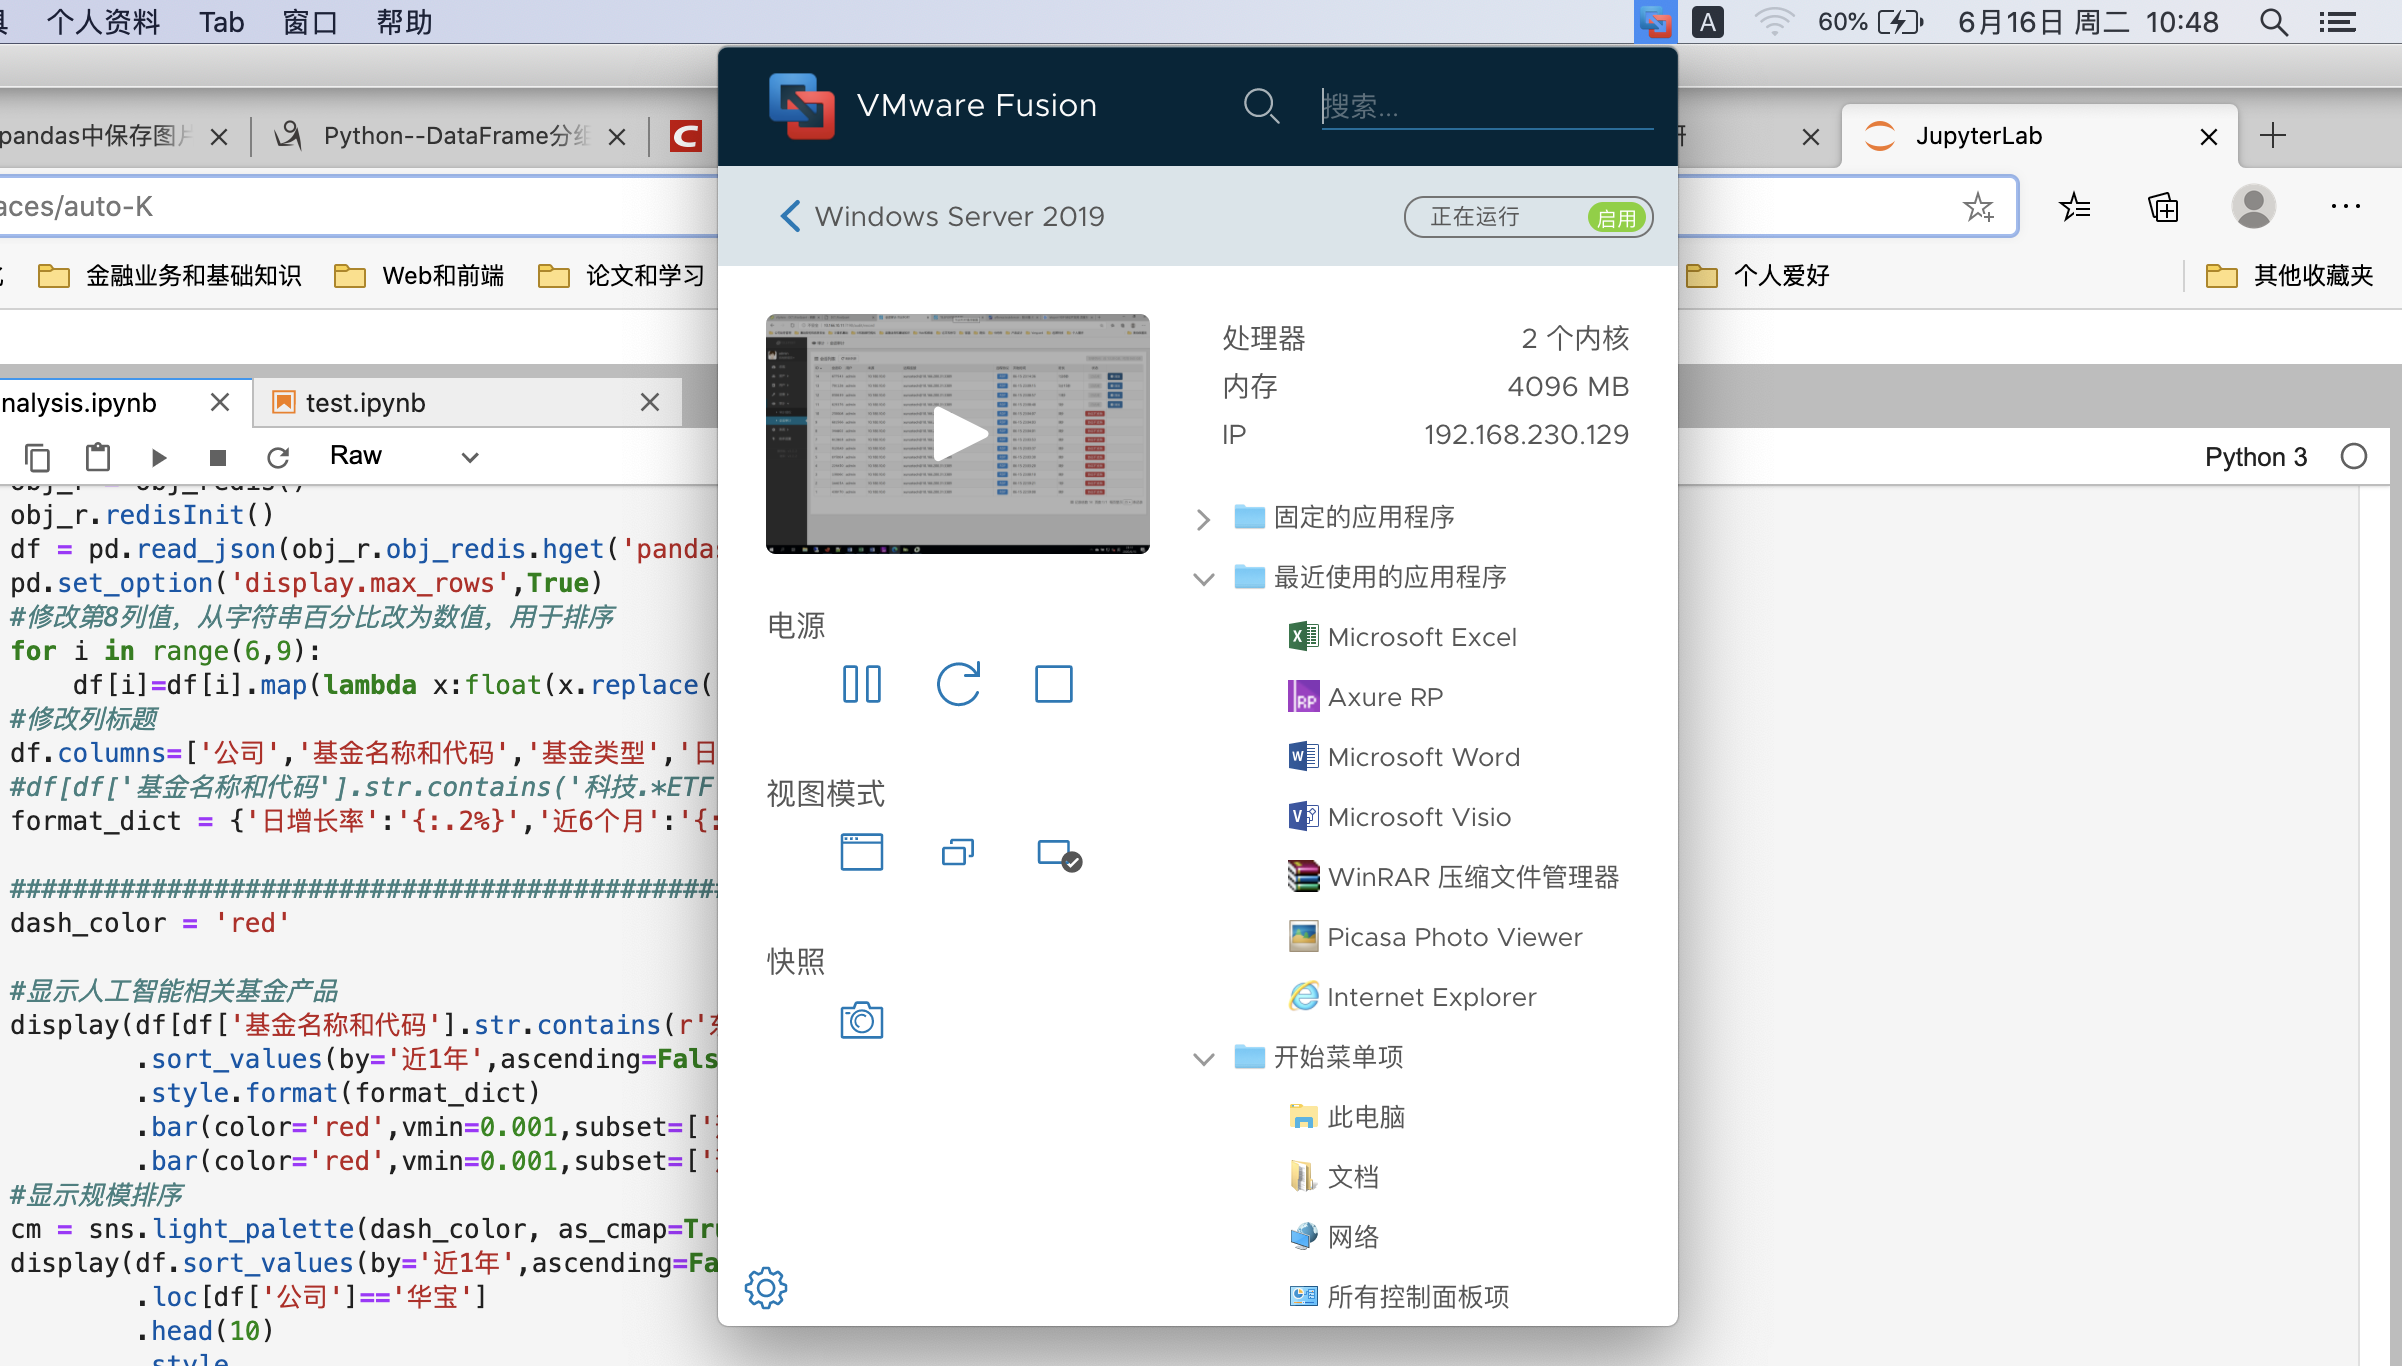 个人资料 Tab 窗口 帮助 A 60% 6月16日 周二 10:48
pandas中保存图片 Python--DataFrame分组 C JupyterLab
aces/auto-K
金融业务和基础知识 Web和前端 论文和学习 个人爱好 其他收藏夹
nalysis.ipynb test.ipynb
Raw Python 3
obj_r = obj_redis()
obj_r.redisInit()
df = pd.read_json(obj_r.obj_redis.hget('panda
pd.set_option('display.max_rows',True)
#修改第8列值，从字符串百分比改为数值，用于排序
for i in range(6,9):
df[i]=df[i].map(lambda x:float(x.replace(
#修改列标题
df.columns=['公司','基金名称和代码','基金类型','日
#df[df['基金名称和代码'].str.contains('科技.*ETF
format_dict = {'日增长率':'{:.2%}','近6个月':'{:
##############################################
dash_color = 'red'
#显示人工智能相关基金产品
display(df[df['基金名称和代码'].str.contains(r'
.sort_values(by='近1年',ascending=Fals
.style.format(format_dict)
.bar(color='red',vmin=0.001,subset=['
.bar(color='red',vmin=0.001,subset=['
#显示规模排序
cm = sns.light_palette(dash_color, as_cmap=Tru
display(df.sort_values(by='近1年',ascending=Fa
.loc[df['公司']=='华宝']
.head(10)
.style
VMware Fusion 搜索...
Windows Server 2019 正在运行 启用
处理器 2 个内核
内存 4096 MB
IP 192.168.230.129
电源
视图模式
快照
固定的应用程序
最近使用的应用程序
Microsoft Excel
Axure RP
Microsoft Word
Microsoft Visio
WinRAR 压缩文件管理器
Picasa Photo Viewer
Internet Explorer
开始菜单项
此电脑
文档
网络
所有控制面板项